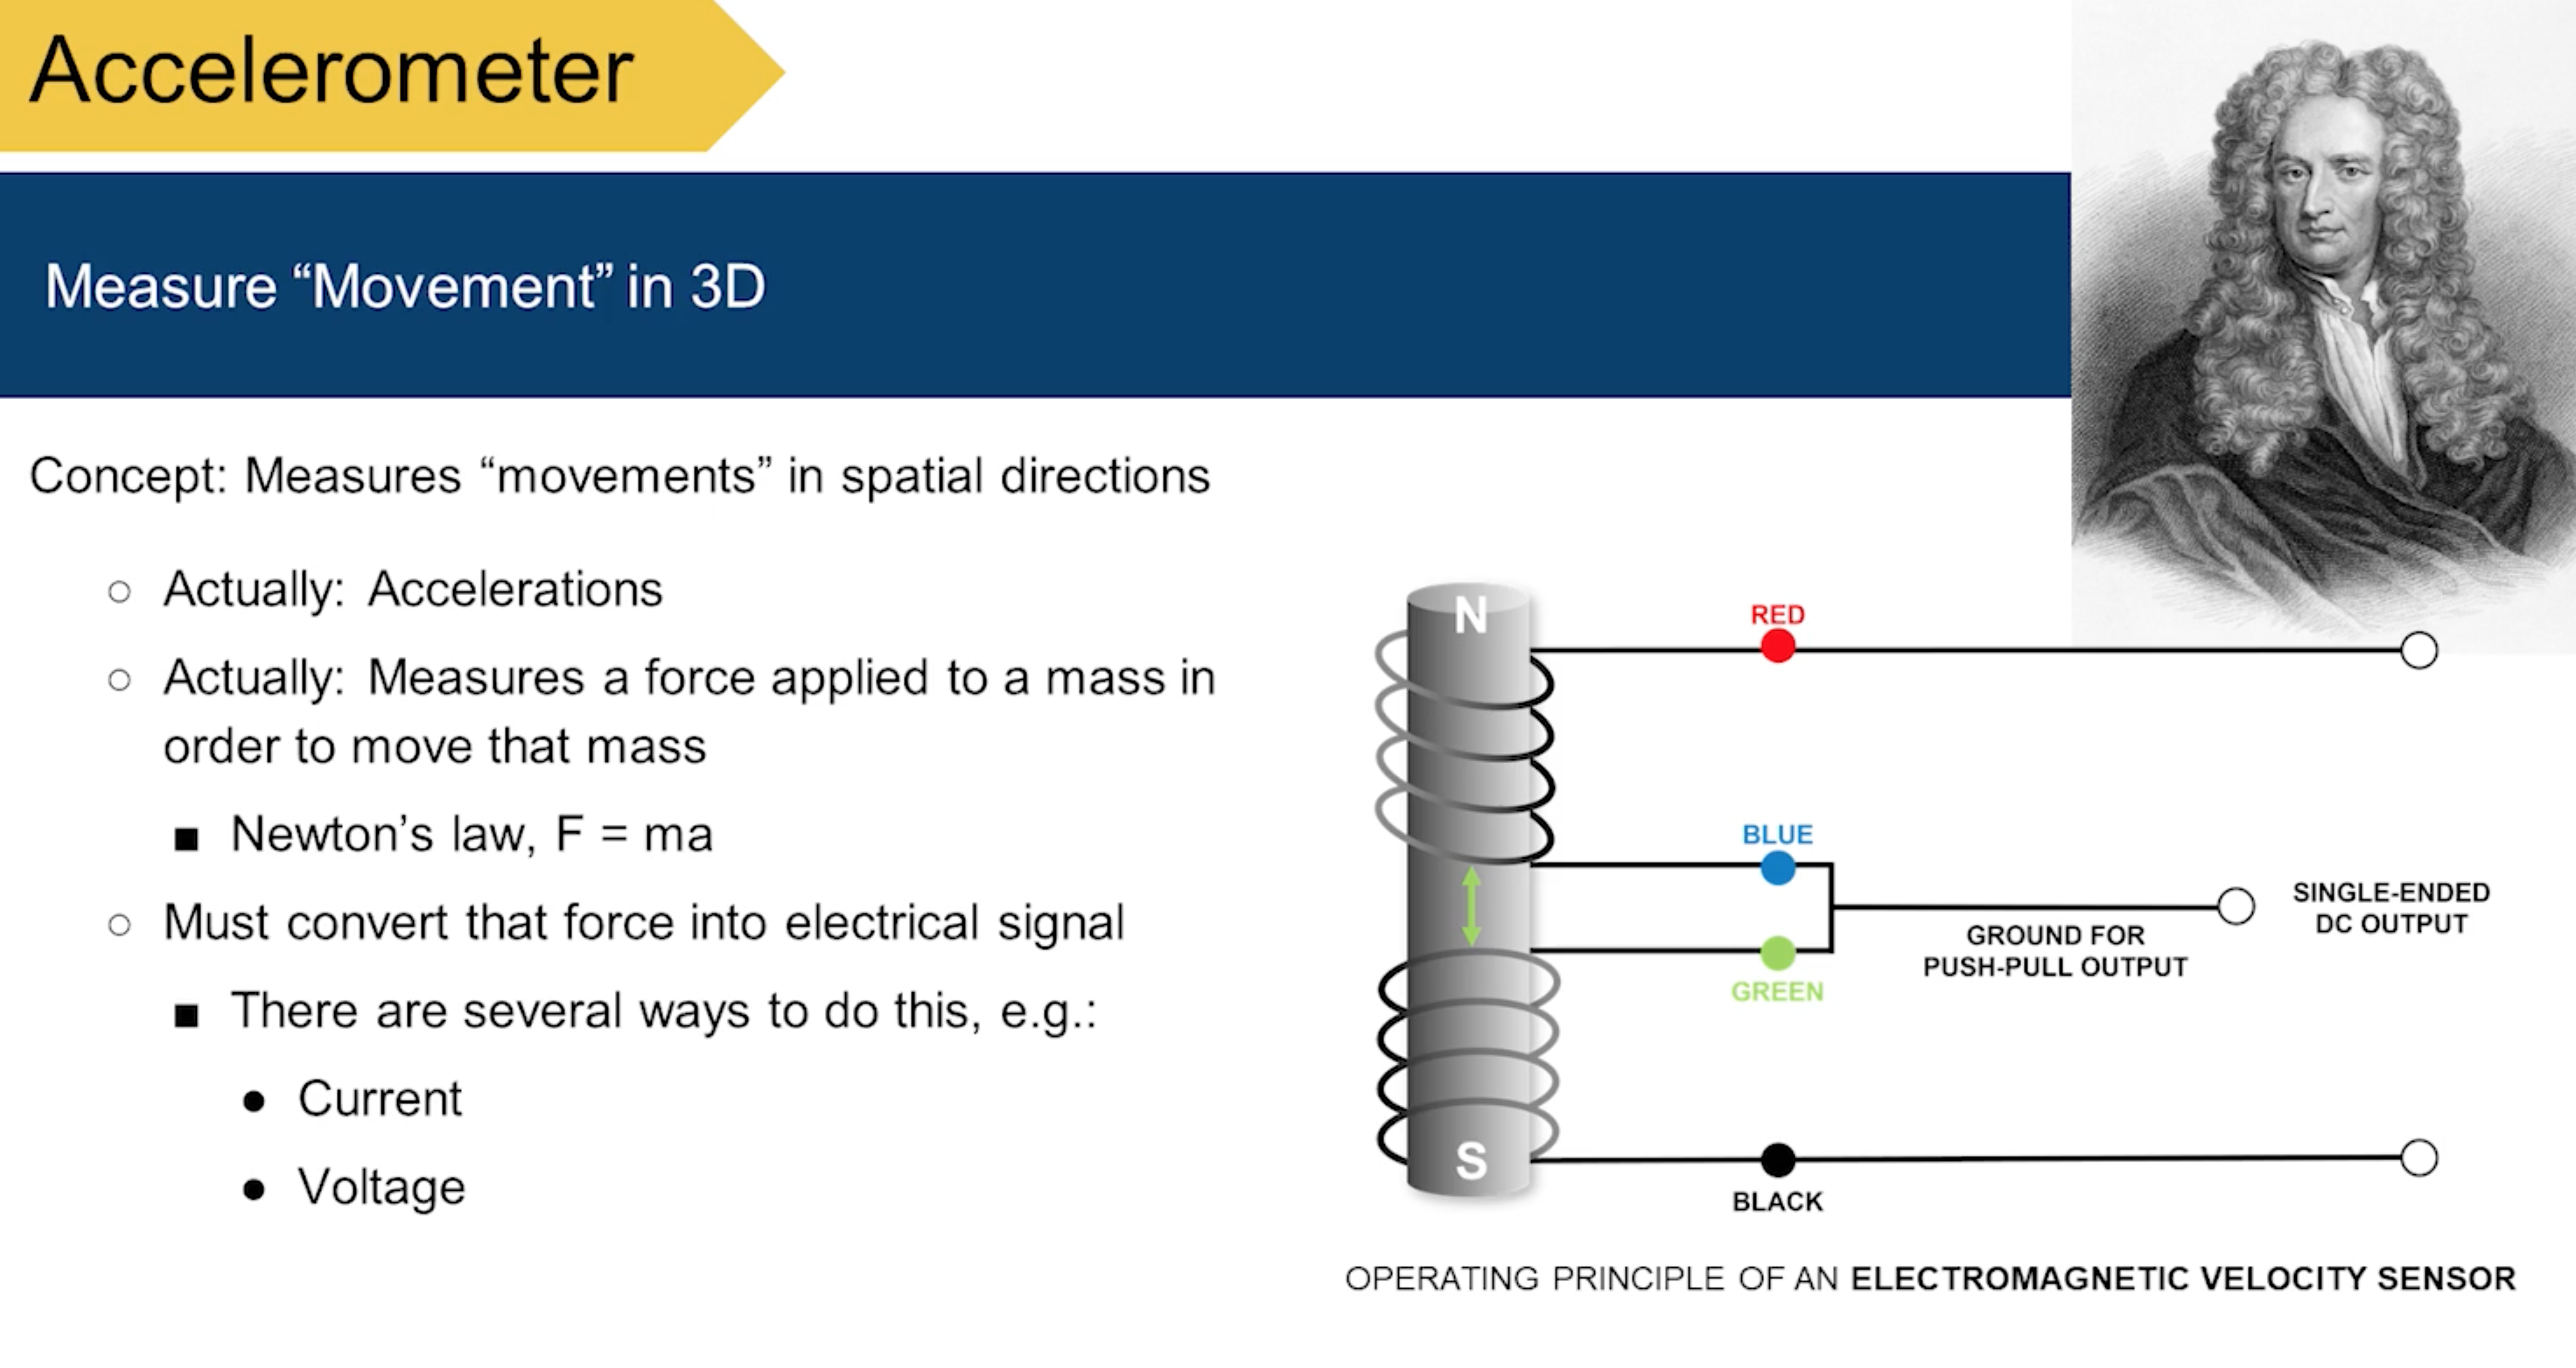 Accelerometer
Measure “Movement” in 3D
Concept: Measures “movements” in spatial directions
○ Actually: Accelerations
○ Actually: Measures a force applied to a mass in
order to move that mass
■ Newton’s law, F = ma
○ Must convert that force into electrical signal
■ There are several ways to do this, e.g.:
● Current
● Voltage
N
RED
BLUE
GREEN
GROUND FOR
PUSH-PULL OUTPUT
SINGLE-ENDED
DC OUTPUT
S
BLACK
OPERATING PRINCIPLE OF AN ELECTROMAGNETIC VELOCITY SENSOR